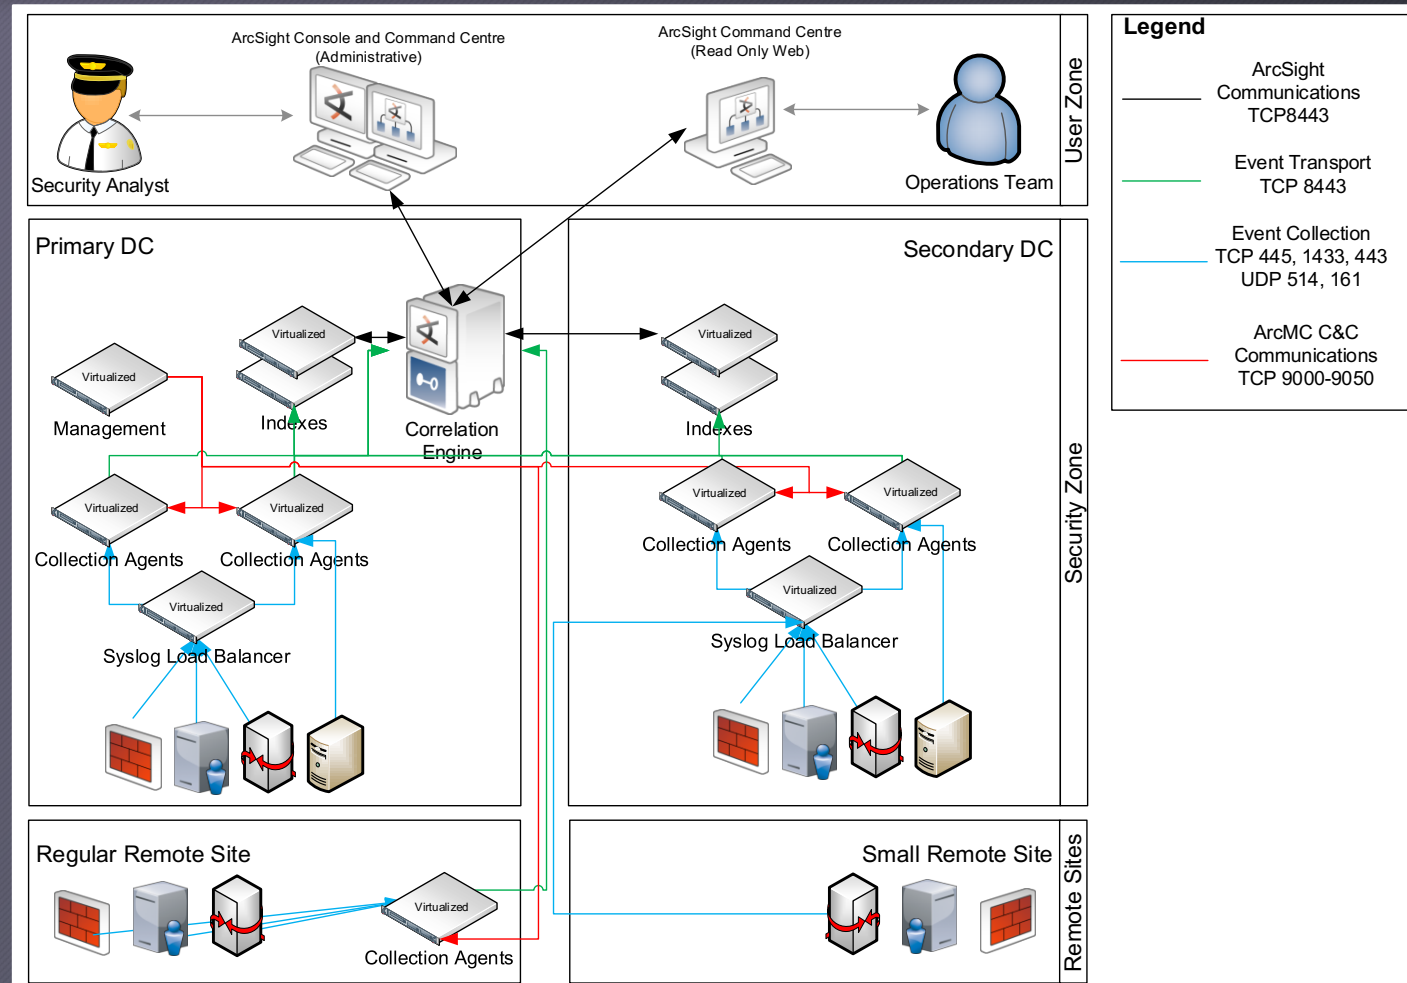 ArcSight Console and Command Centre
(Administrative)
ArcSight Command Centre
(Read Only Web)
Security Analyst
Operations Team
User Zone
Legend
ArcSight
Communications
TCP8443
Event Transport
TCP 8443
Event Collection
TCP 445, 1433, 443
UDP 514, 161
ArcMC C&C
Communications
TCP 9000-9050
Primary DC
Virtualized
Virtualized
Management
Indexes
Correlation
Engine
Virtualized
Virtualized
Collection Agents
Collection Agents
Virtualized
Syslog Load Balancer
Secondary DC
Virtualized
Indexes
Virtualized
Virtualized
Collection Agents
Collection Agents
Virtualized
Syslog Load Balancer
Security Zone
Regular Remote Site
Virtualized
Collection Agents
Small Remote Site
Remote Sites